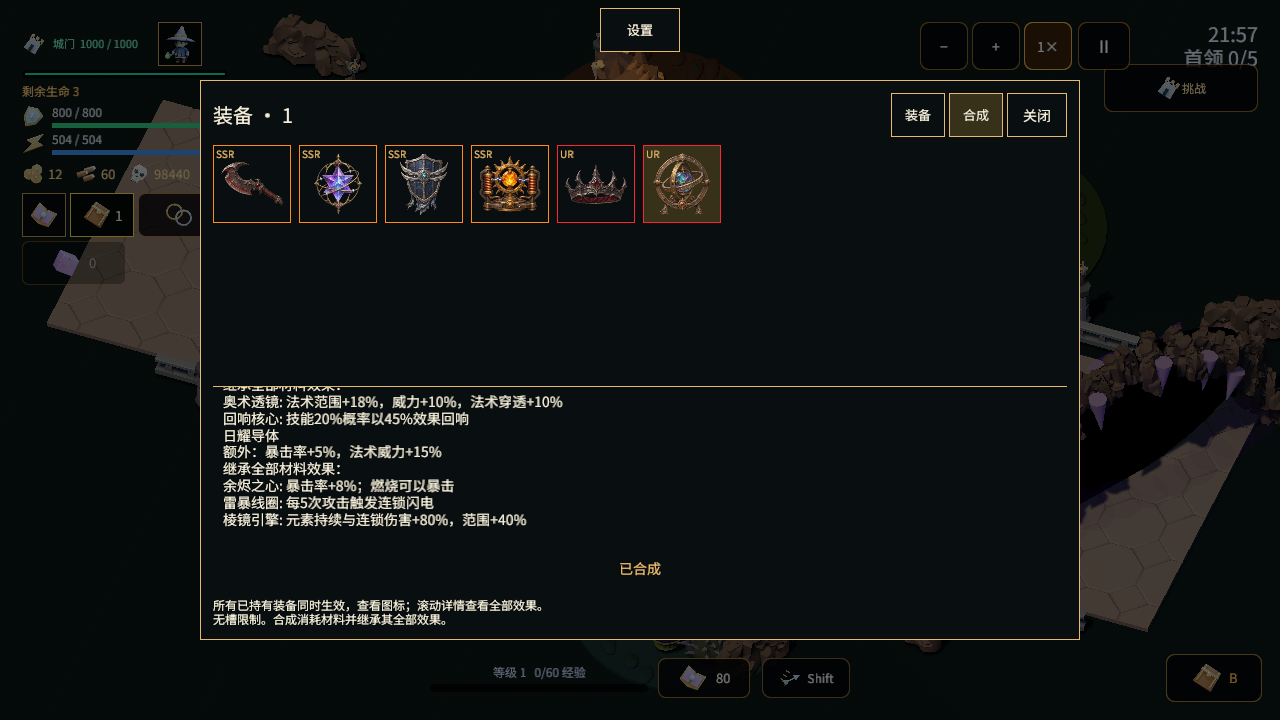 设置
城门 1000 / 1000
21:57
首领 0/5
− + 1× II
挑战
剩余生命 3
800 / 800
504 / 504
12 60 98440
1
0
装备 · 1
装备 合成 关闭
SSR SSR SSR SSR UR UR
继承全部材料效果：
奥术透镜: 法术范围+18%，威力+10%，法术穿透+10%
回响核心: 技能20%概率以45%效果回响
日耀导体
额外：暴击率+5%，法术威力+15%
继承全部材料效果：
余烬之心: 暴击率+8%；燃烧可以暴击
雷暴线圈: 每5次攻击触发连锁闪电
棱镜引擎: 元素持续与连锁伤害+80%，范围+40%
已合成
所有已持有装备同时生效，查看图标；滚动详情查看全部效果。
无槽限制。合成消耗材料并继承其全部效果。
等级 1 0/60 经验
80
Shift
B